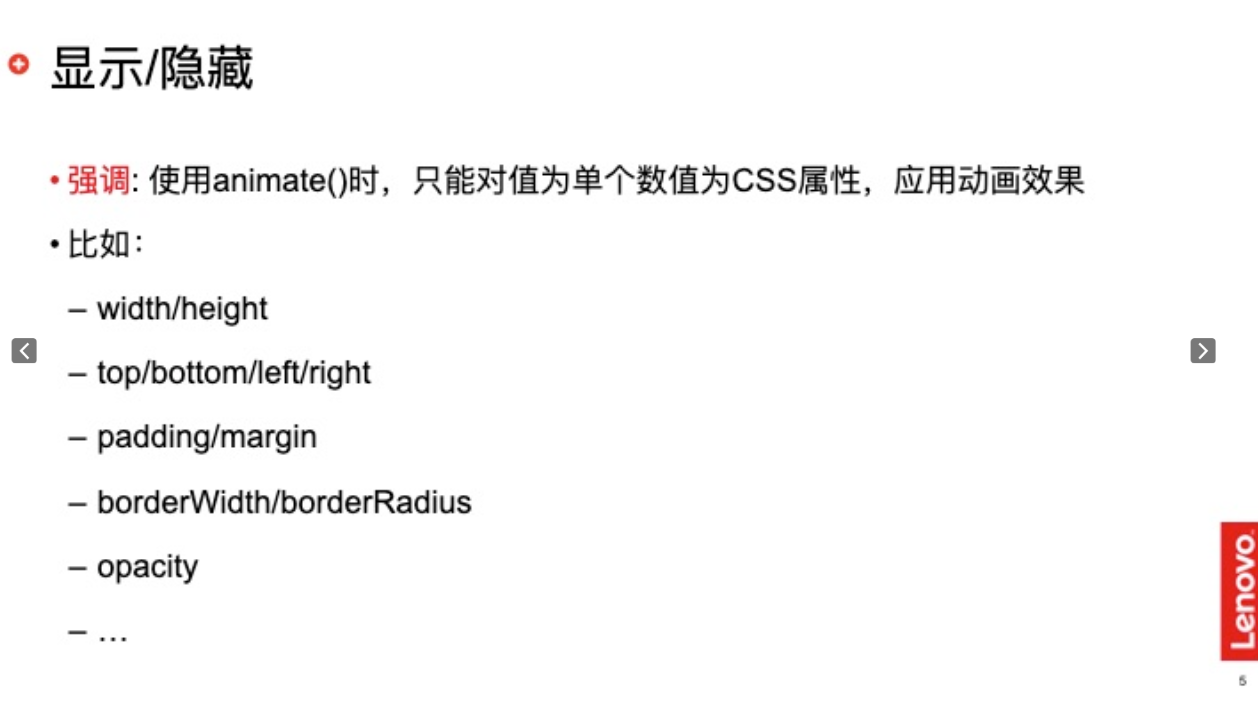 显示/隐藏
• 强调: 使用animate()时，只能对值为单个数值为CSS属性，应用动画效果
• 比如：
– width/height
– top/bottom/left/right
– padding/margin
– borderWidth/borderRadius
– opacity
– …
Lenovo
5